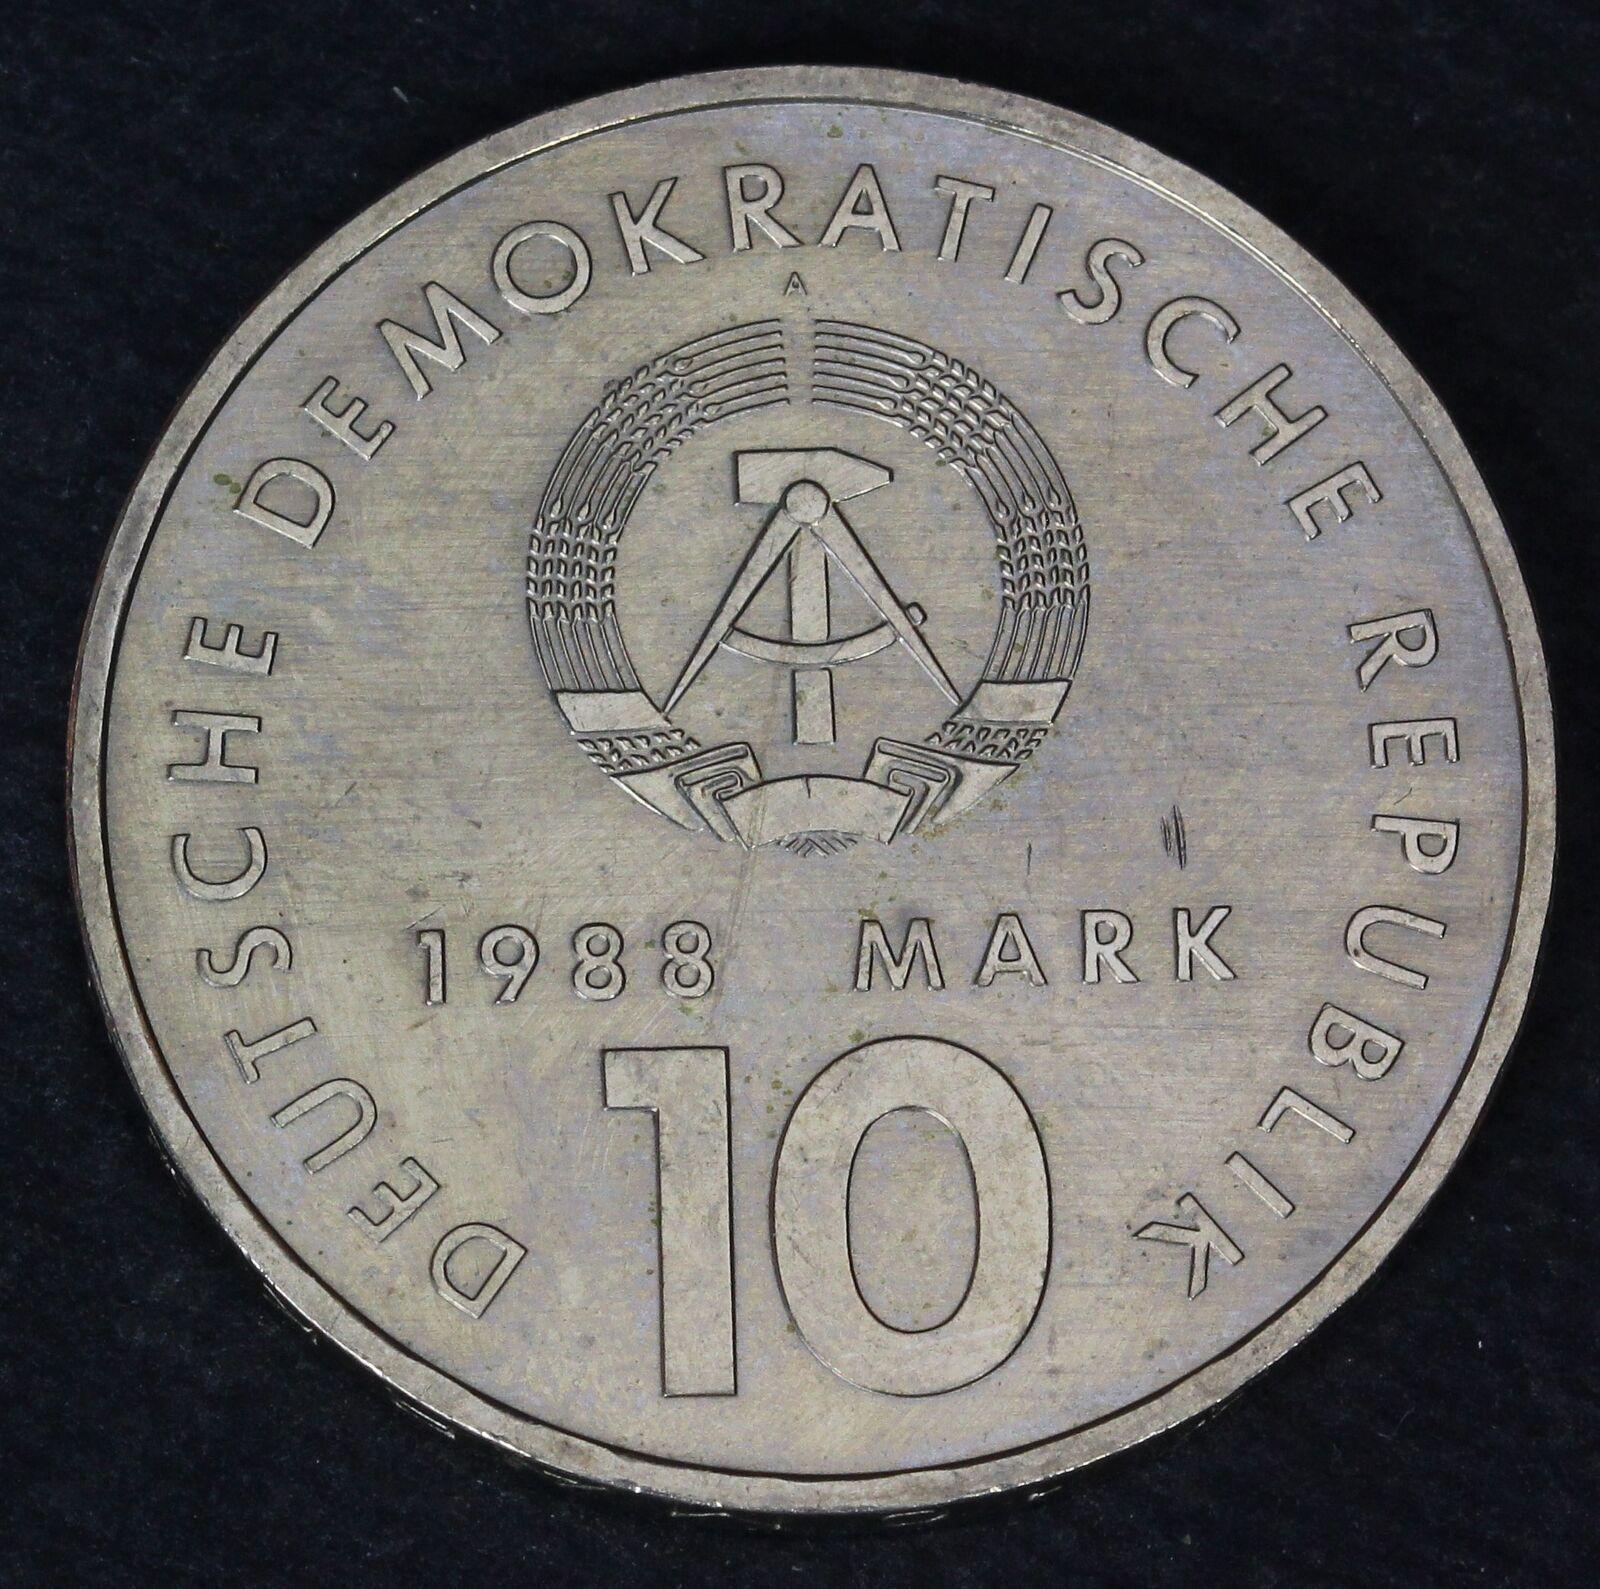 DEUTSCHE DEMOKRATISCHE REPUBLIK
A
1988 MARK
10